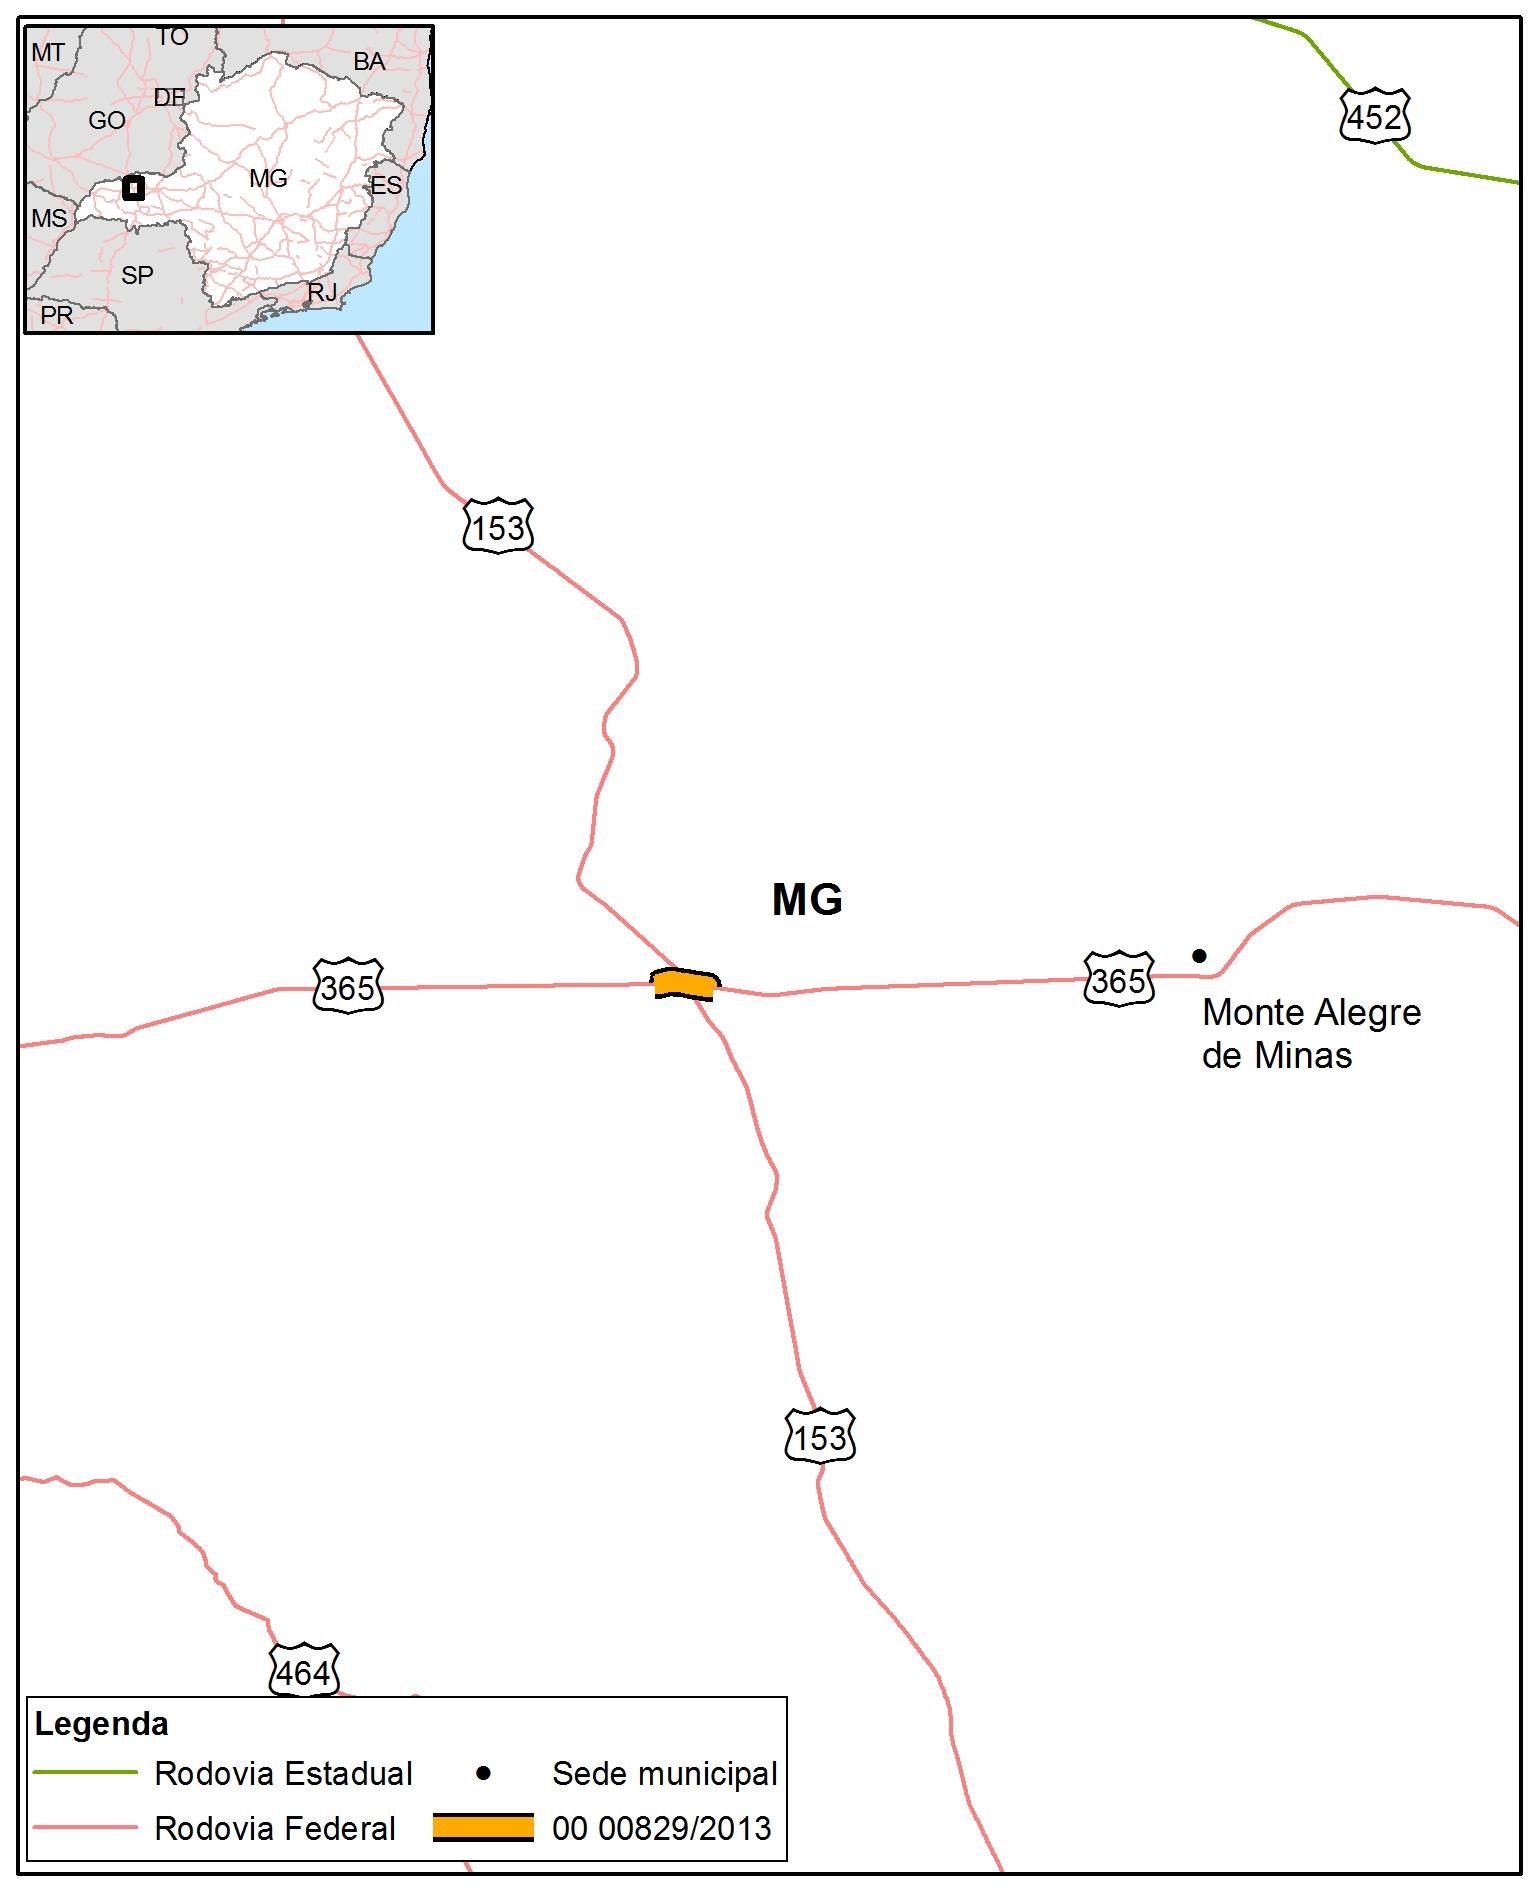 TO
MT
BA
DF
GO
MG
ES
MS
SP
RJ
PR
452
153
MG
365
365
Monte Alegre
de Minas
153
464
Legenda
Rodovia Estadual
Sede municipal
Rodovia Federal
00 00829/2013